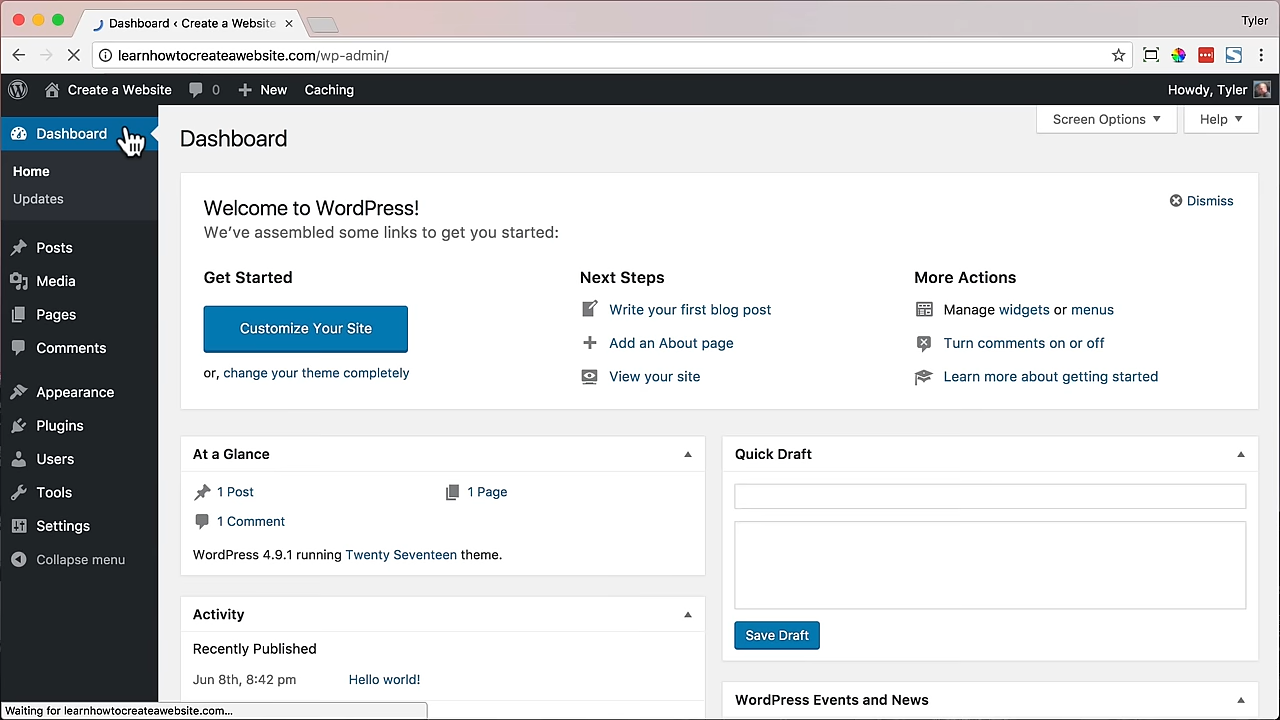 Dashboard ‹ Create a Website
Tyler
learnhowtocreateawebsite.com/wp-admin/
Create a Website 0 New Caching Howdy, Tyler
Dashboard
Home
Updates
Posts
Media
Pages
Comments
Appearance
Plugins
Users
Tools
Settings
Collapse menu
Screen Options Help
Dashboard
Welcome to WordPress!
Dismiss
We've assembled some links to get you started:
Get Started
Customize Your Site
or, change your theme completely
Next Steps
Write your first blog post
Add an About page
View your site
More Actions
Manage widgets or menus
Turn comments on or off
Learn more about getting started
At a Glance
1 Post 1 Page
1 Comment
WordPress 4.9.1 running Twenty Seventeen theme.
Activity
Recently Published
Jun 8th, 8:42 pm Hello world!
Quick Draft
Save Draft
WordPress Events and News
Waiting for learnhowtocreateawebsite.com...